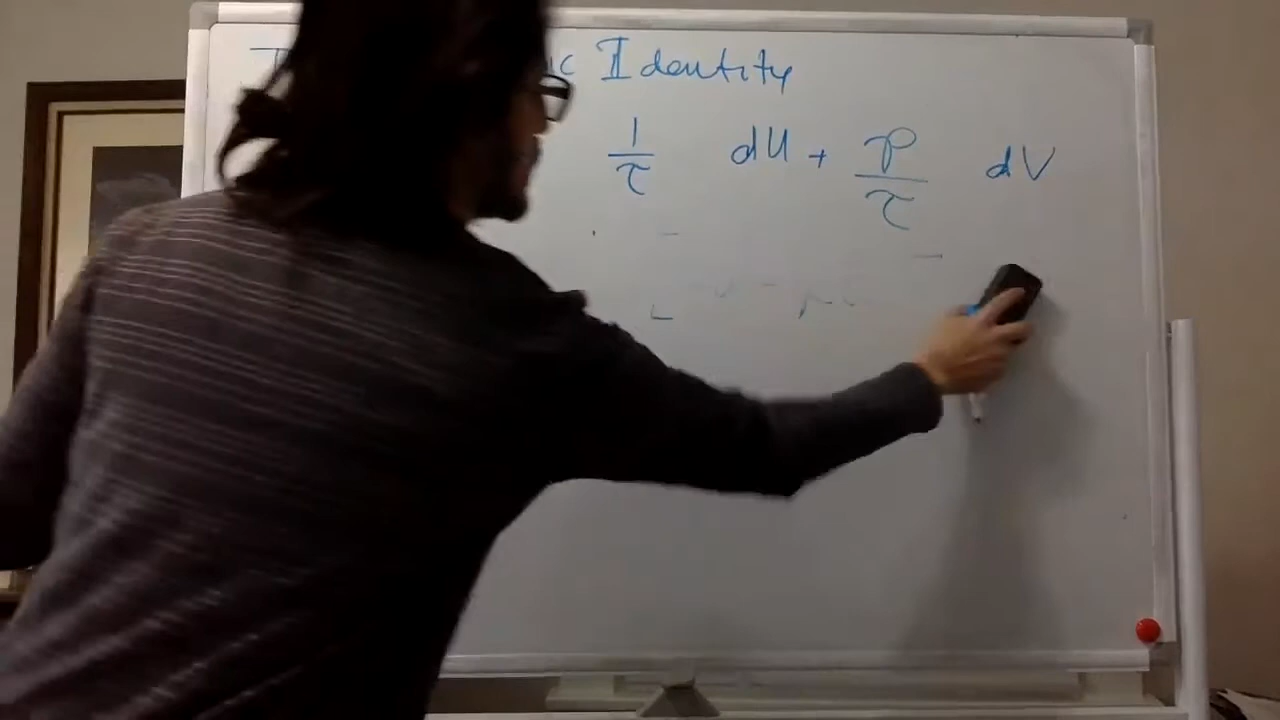 Identity
1/τ dU + p/τ dV